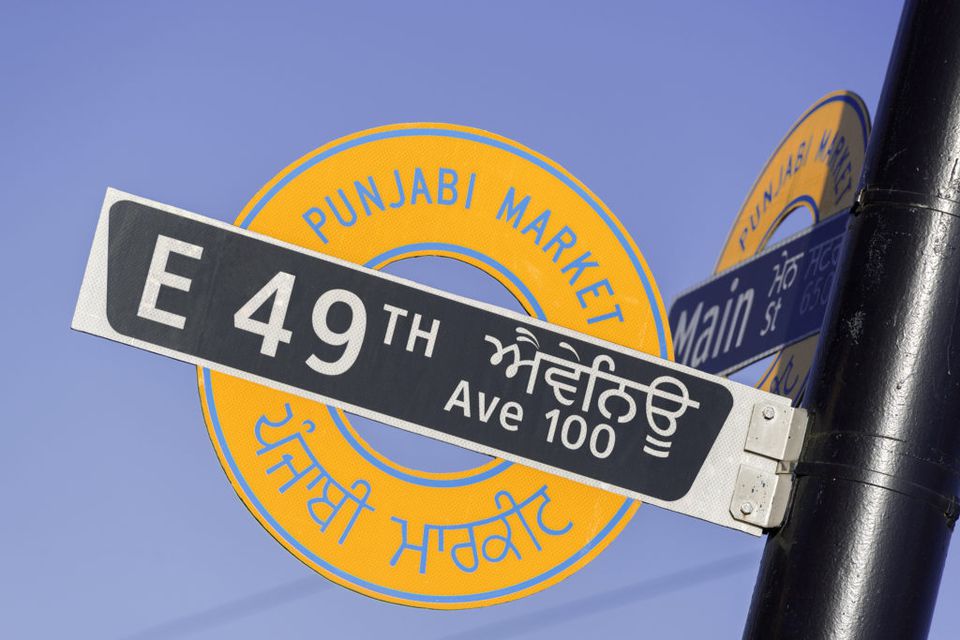 PUNJABI MARKET
E 49TH ਐਵੇਨਿਊ
Ave 100
ਪੰਜਾਬੀ ਮਾਰਕੀਟ
PUNJABI MARKET
Main ਮੇਨ
St